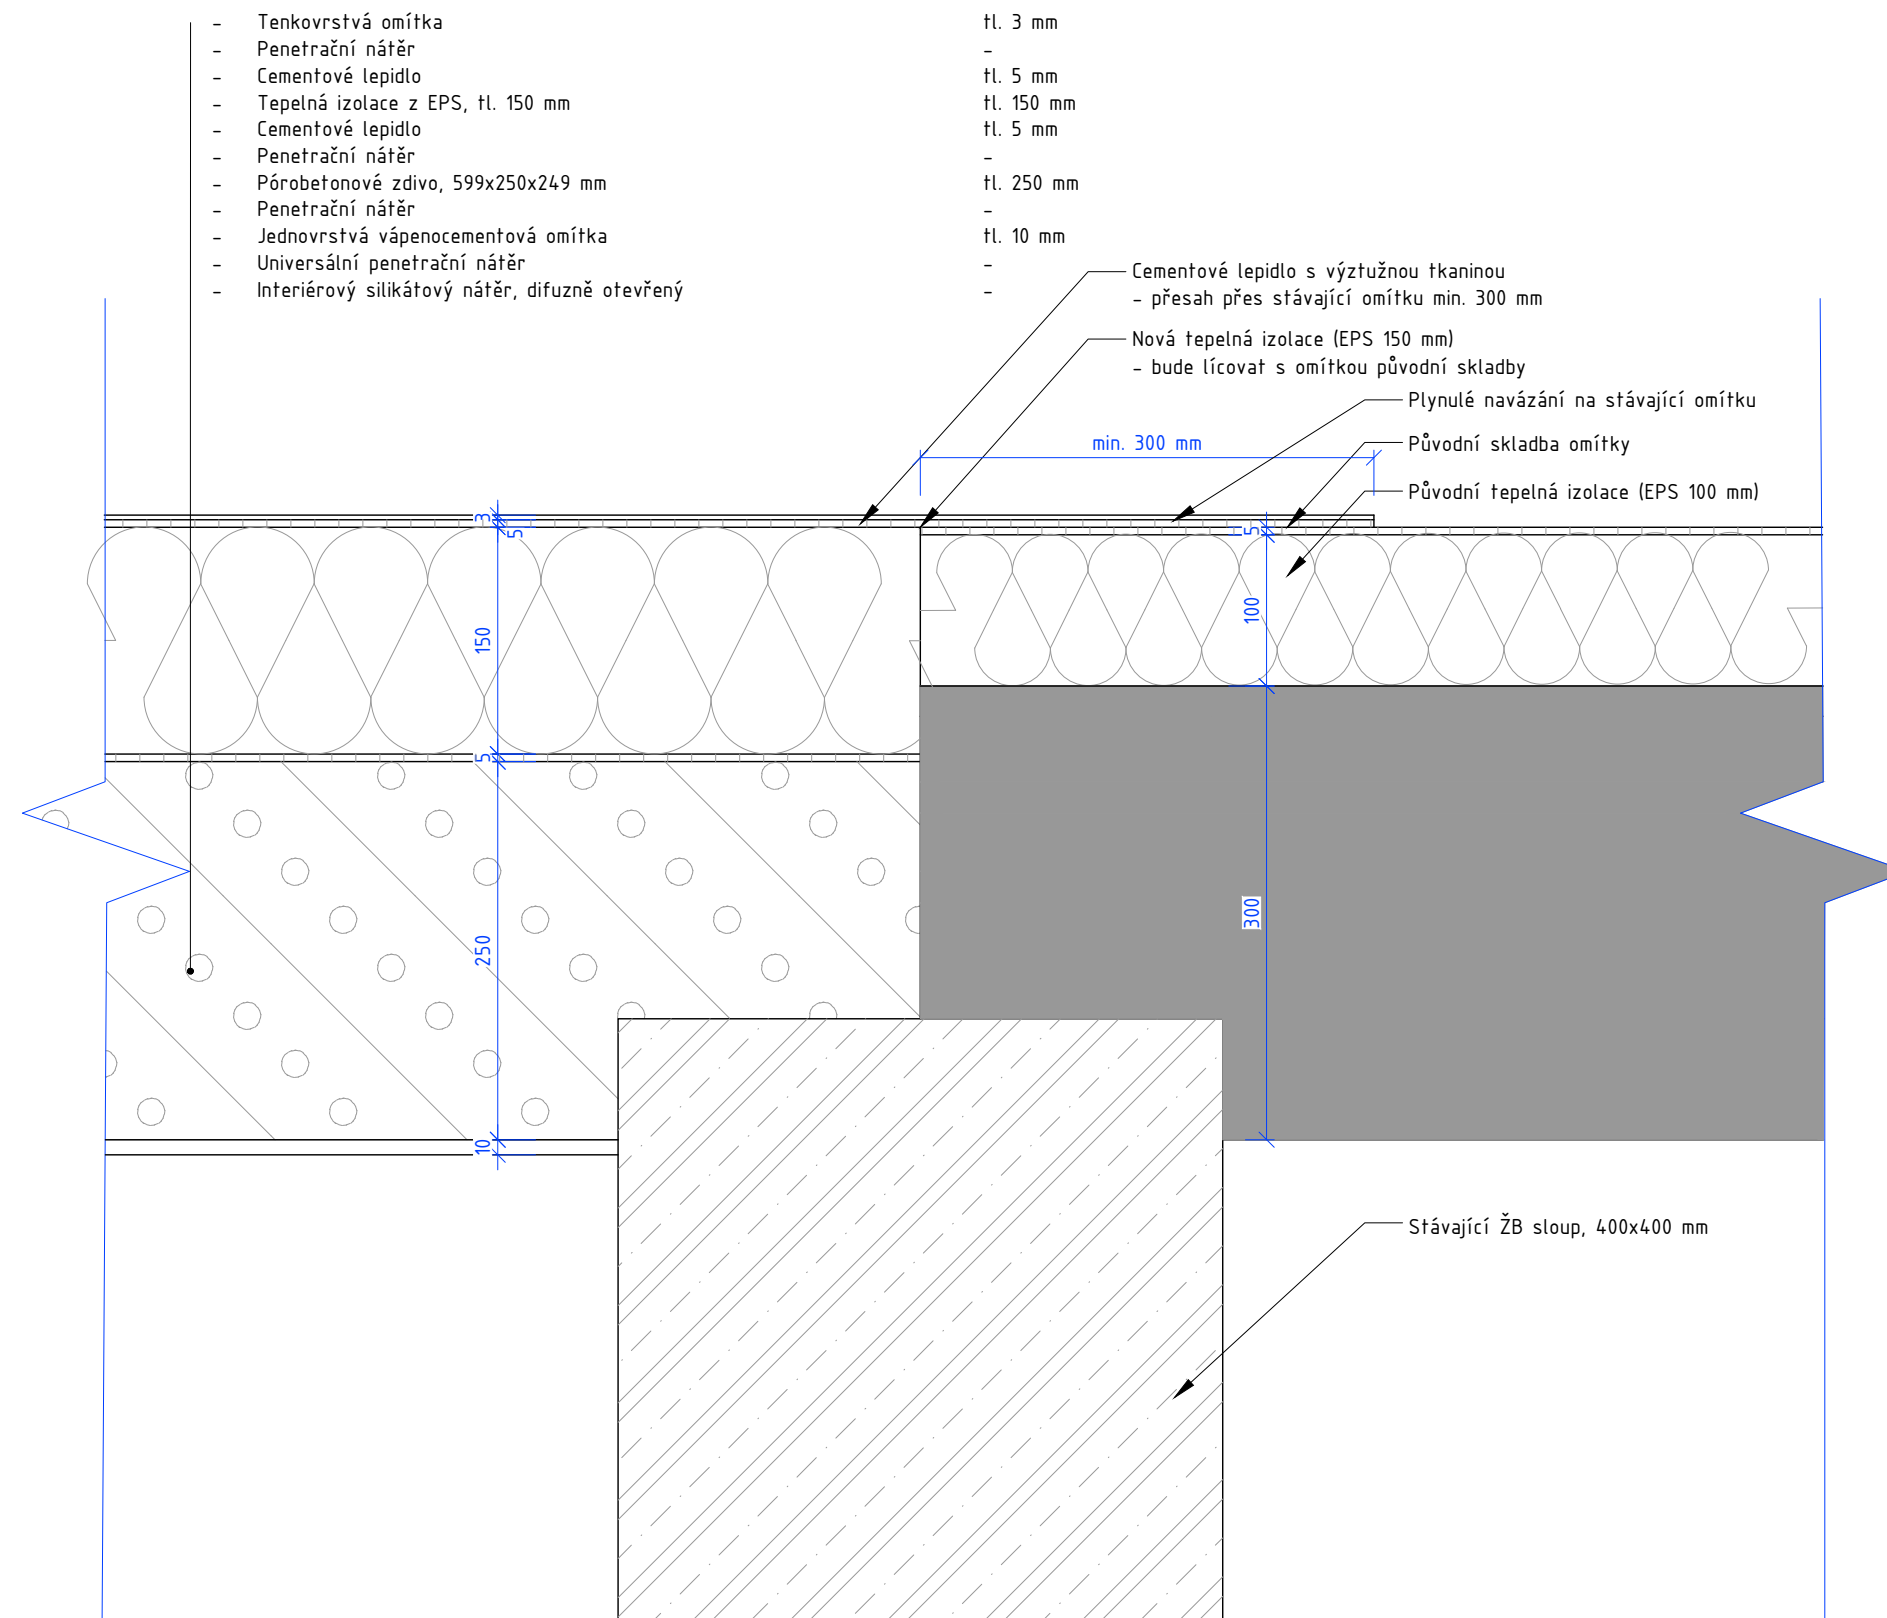 - Tenkovrstvá omítka tl. 3 mm
- Penetrační nátěr -
- Cementové lepidlo tl. 5 mm
- Tepelná izolace z EPS, tl. 150 mm tl. 150 mm
- Cementové lepidlo tl. 5 mm
- Penetrační nátěr -
- Pórobetonové zdivo, 599x250x249 mm tl. 250 mm
- Penetrační nátěr -
- Jednovrstvá vápenocementová omítka tl. 10 mm
- Universální penetrační nátěr -
- Interiérový silikátový nátěr, difuzně otevřený -
Cementové lepidlo s výztužnou tkaninou
- přesah přes stávající omítku min. 300 mm
Nová tepelná izolace (EPS 150 mm)
- bude lícovat s omítkou původní skladby
Plynulé navázání na stávající omítku
min. 300 mm
Původní skladba omítky
Původní tepelná izolace (EPS 100 mm)
3
5
5
100
150
5
300
250
10
Stávající ŽB sloup, 400x400 mm